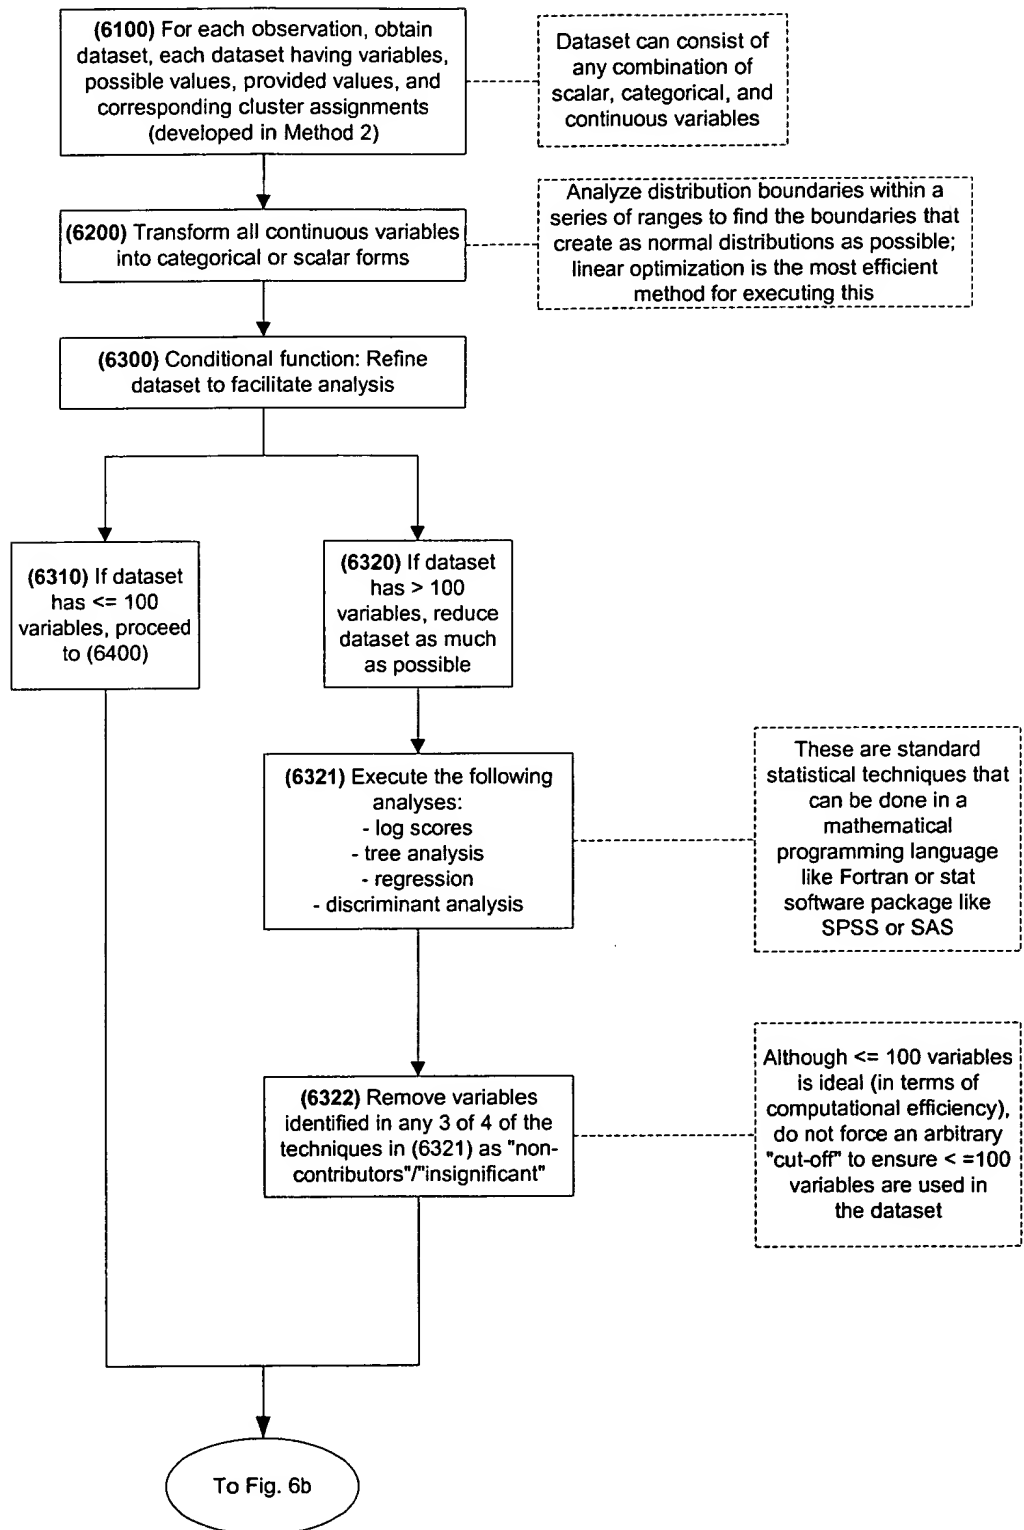 (6100) For each observation, obtain
dataset, each dataset having variables,
possible values, provided values, and
corresponding cluster assignments
(developed in Method 2)
Dataset can consist of
any combination of
scalar, categorical, and
continuous variables
(6200) Transform all continuous variables
into categorical or scalar forms
Analyze distribution boundaries within a
series of ranges to find the boundaries that
create as normal distributions as possible;
linear optimization is the most efficient
method for executing this
(6300) Conditional function: Refine
dataset to facilitate analysis
(6310) If dataset
has <= 100
variables, proceed
to (6400)
(6320) If dataset
has > 100
variables, reduce
dataset as much
as possible
(6321) Execute the following
analyses:
- log scores
- tree analysis
- regression
- discriminant analysis
These are standard
statistical techniques that
can be done in a
mathematical
programming language
like Fortran or stat
software package like
SPSS or SAS
(6322) Remove variables
identified in any 3 of 4 of the
techniques in (6321) as "non-
contributors"/"insignificant"
Although <= 100 variables
is ideal (in terms of
computational efficiency),
do not force an arbitrary
"cut-off" to ensure < =100
variables are used in
the dataset
To Fig. 6b